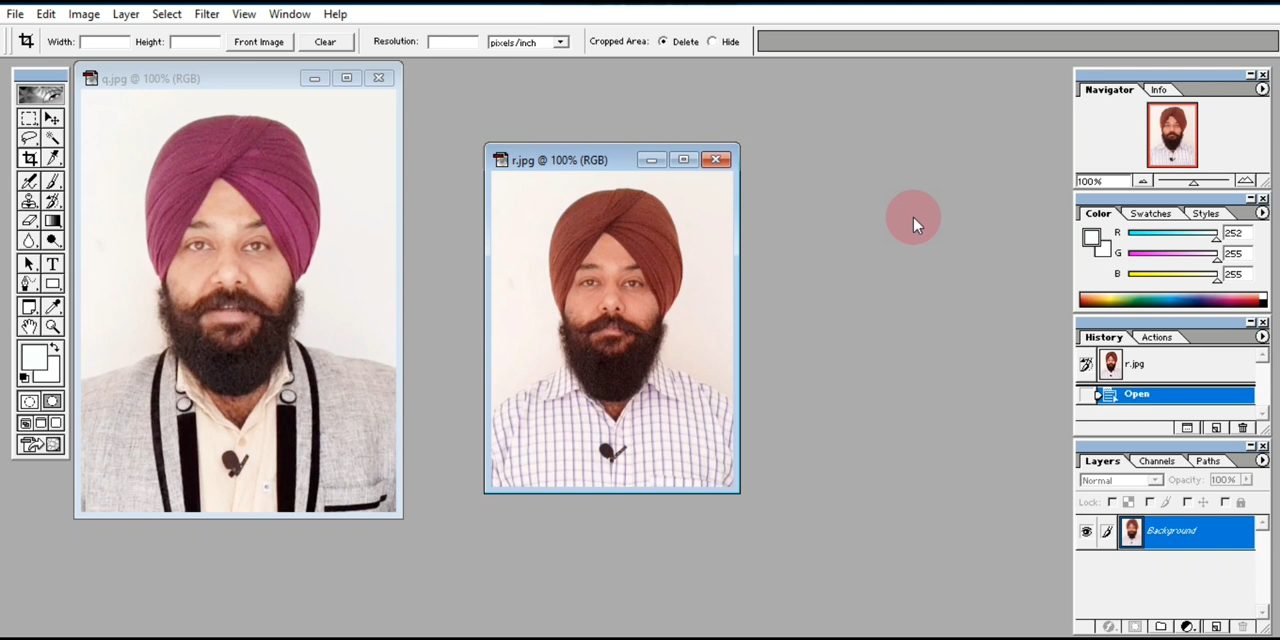 File Edit Image Layer Select Filter View Window Help
Width: Height: Front Image Clear Resolution: pixels/inch Cropped Area: Delete Hide
q.jpg @ 100% (RGB)
r.jpg @ 100% (RGB)
Navigator Info
100%
Color Swatches Styles
R 252
G 255
B 255
History Actions
r.jpg
Open
Layers Channels Paths
Normal Opacity: 100%
Lock:
Background